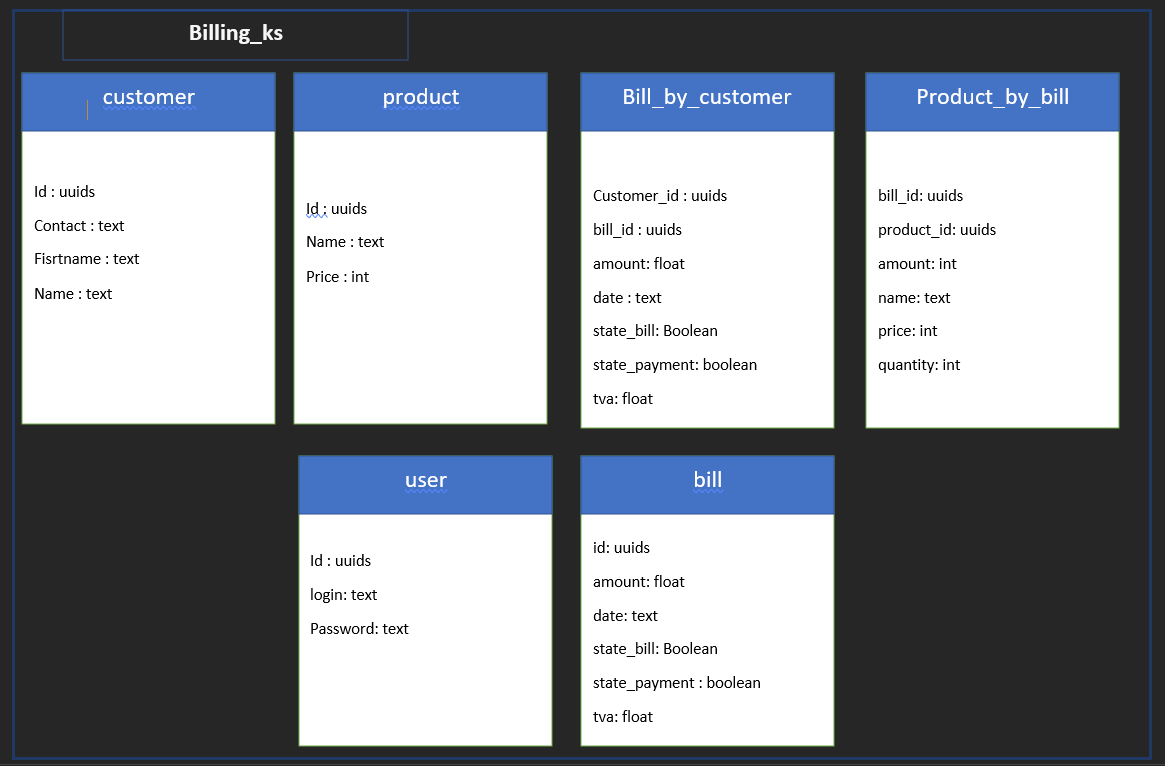 Billing_ks
customer
Id : uuids
Contact : text
Fisrtname : text
Name : text
product
Id : uuids
Name : text
Price : int
Bill_by_customer
Customer_id : uuids
bill_id : uuids
amount: float
date : text
state_bill: Boolean
state_payment: boolean
tva: float
Product_by_bill
bill_id: uuids
product_id: uuids
amount: int
name: text
price: int
quantity: int
user
Id : uuids
login: text
Password: text
bill
id: uuids
amount: float
date: text
state_bill: Boolean
state_payment : boolean
tva: float